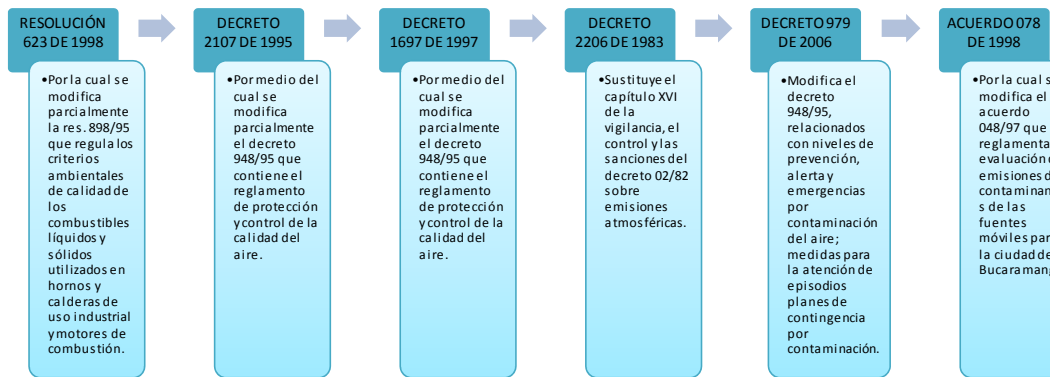 RESOLUCIÓN
623 DE 1998
•Por la cual se
modifica
parcialmente
la res. 898/95
que regula los
criterios
ambientales
de calidad de
los
combustibles
líquidos y
sólidos
utilizados en
hornos y
calderas de
uso industrial
y motores de
combustión.
DECRETO
2107 DE 1995
•Por medio del
cual se
modifica
parcialmente
el decreto
948/95 que
contiene el
reglamento
de protección
y control de la
calidad del
aire.
DECRETO
1697 DE 1997
•Por medio del
cual se
modifica
parcialmente
el decreto
948/95 que
contiene el
reglamento
de protección
y control de la
calidad del
aire.
DECRETO
2206 DE 1983
•Sustituye el
capítulo XVI
de la
vigilancia, el
control y las
sanciones del
decreto 02/82
sobre
emisiones
atmosféricas.
DECRETO 979
DE 2006
•Modifica el
decreto
948/95,
relacionados
con niveles de
prevención,
alerta y
emergencias
por
contaminación
del aire;
medidas para
la atención de
episodios
planes de
contingencia
por
contaminación.
ACUERDO 078
DE 1998
•Por la cual
modifica el
acuerdo
048/97 que
reglamenta
evaluación
emisiones
s de las
fuentes
móviles
la ciudad